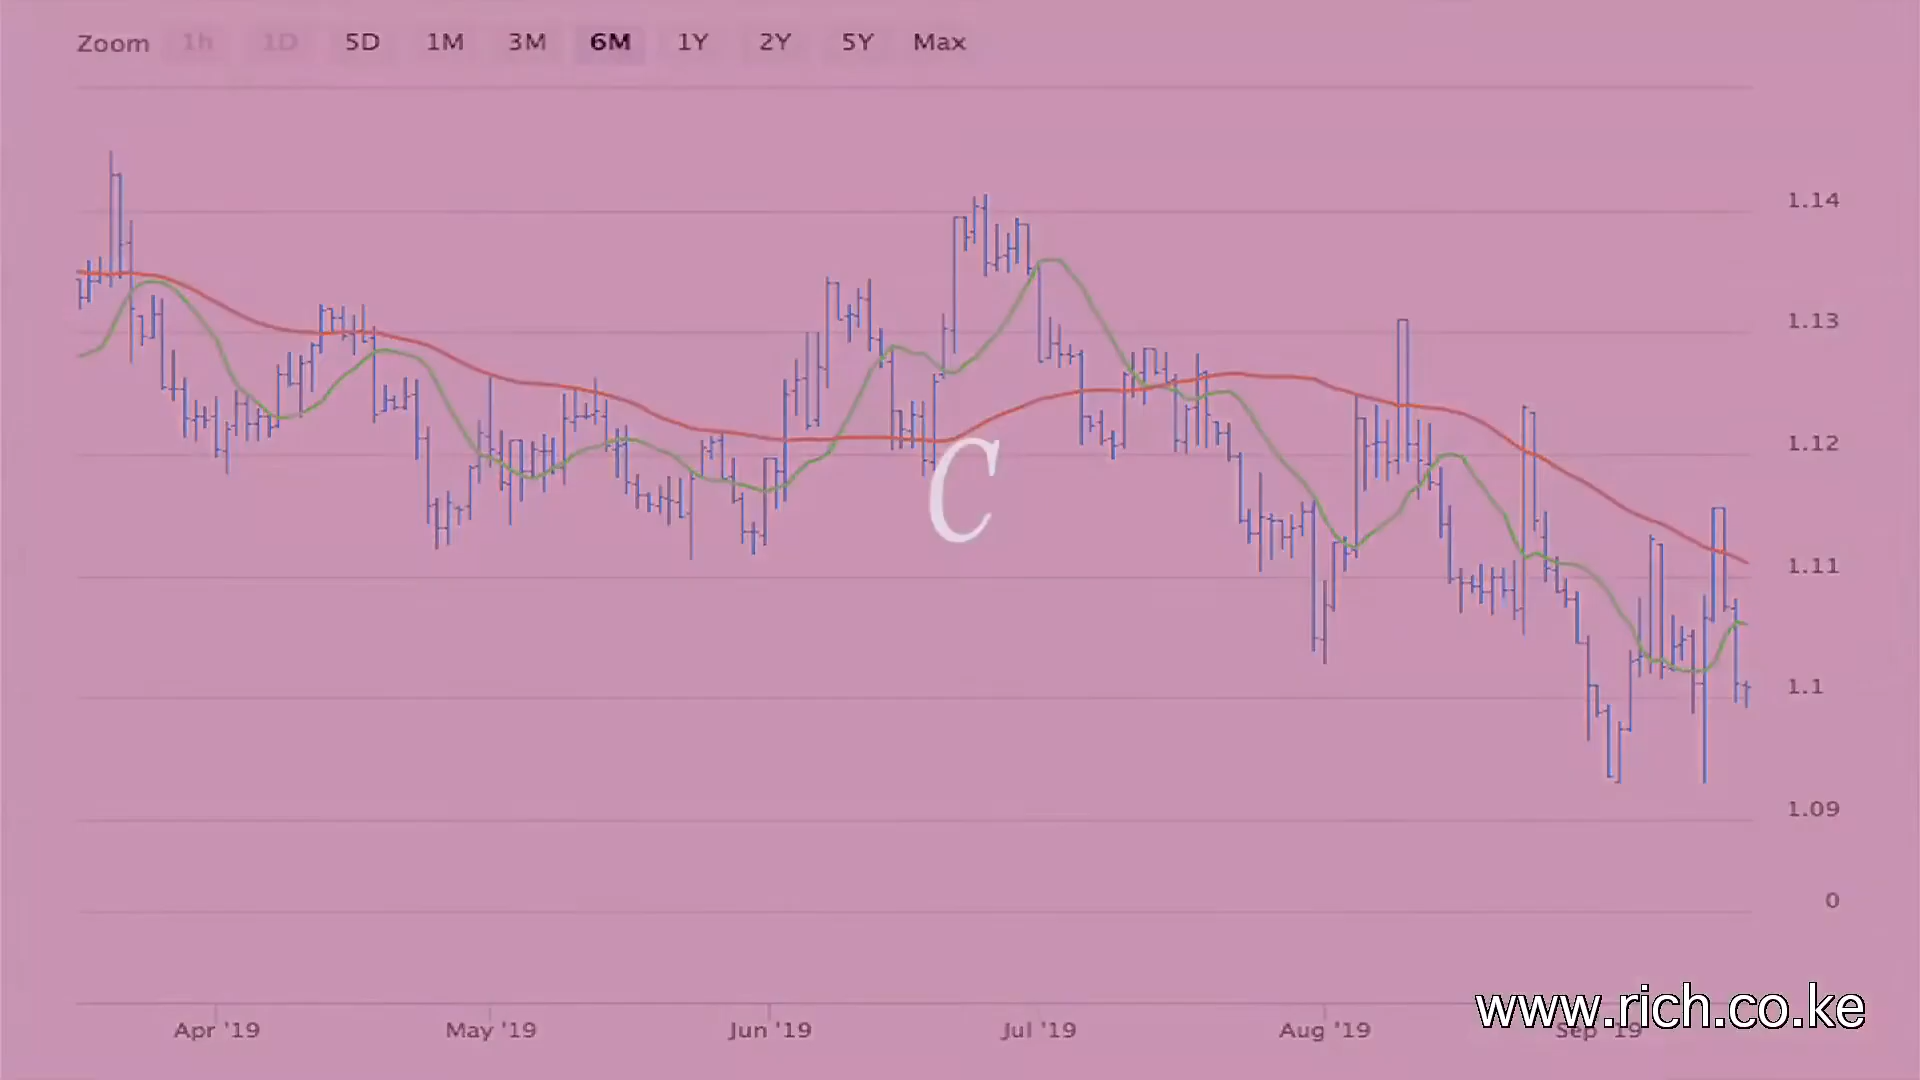 Zoom 1h 1D 5D 1M 3M 6M 1Y 2Y 5Y Max
1.14
1.13
1.12
C
1.11
1.1
1.09
0
Apr '19 May '19 Jun '19 Jul '19 Aug '19 Sep '19
www.rich.co.ke